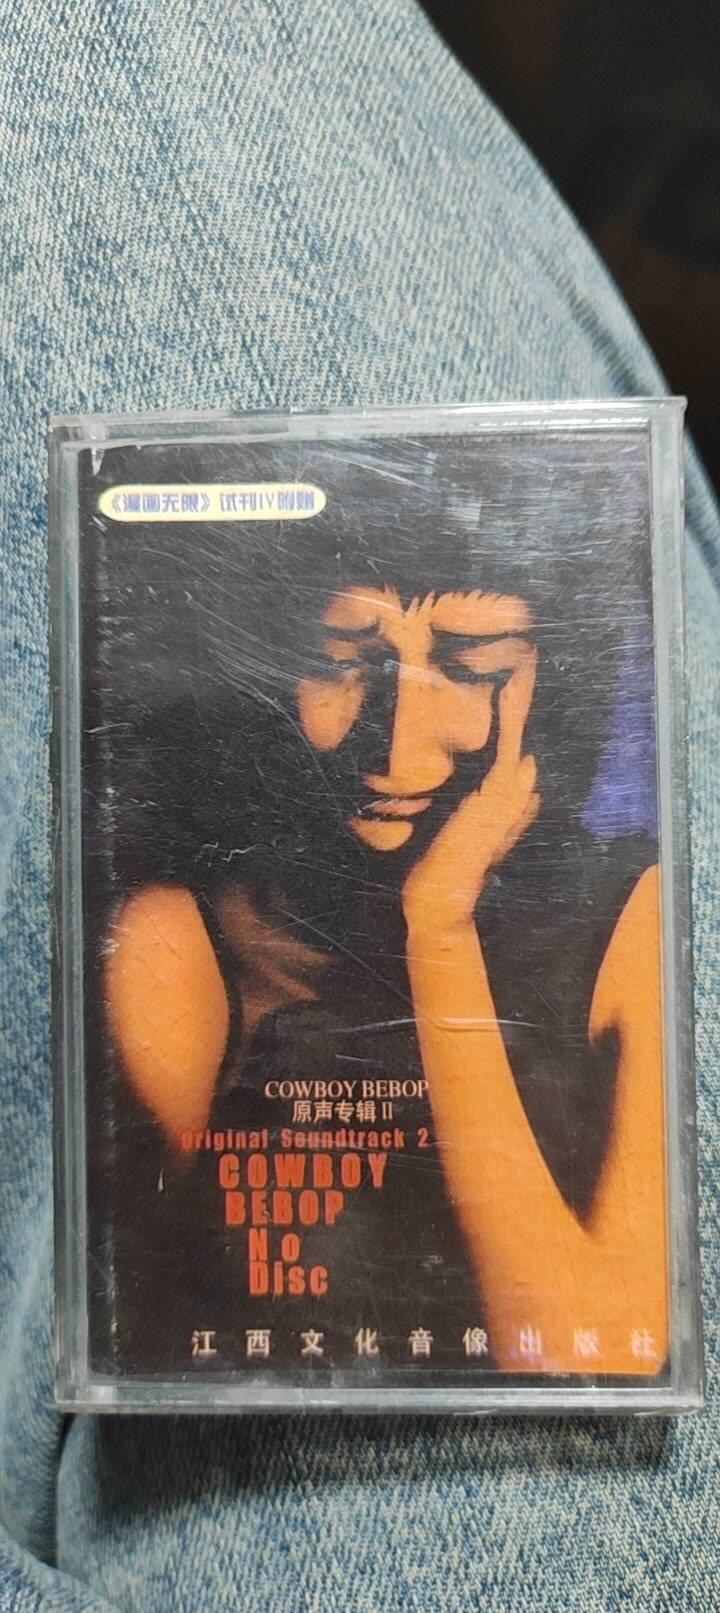 《漫画无限》试刊IV附赠
COWBOY BEBOP
原声专辑 II
Original Soundtrack 2
COWBOY
BEBOP
No
Disc
江西文化音像出版社